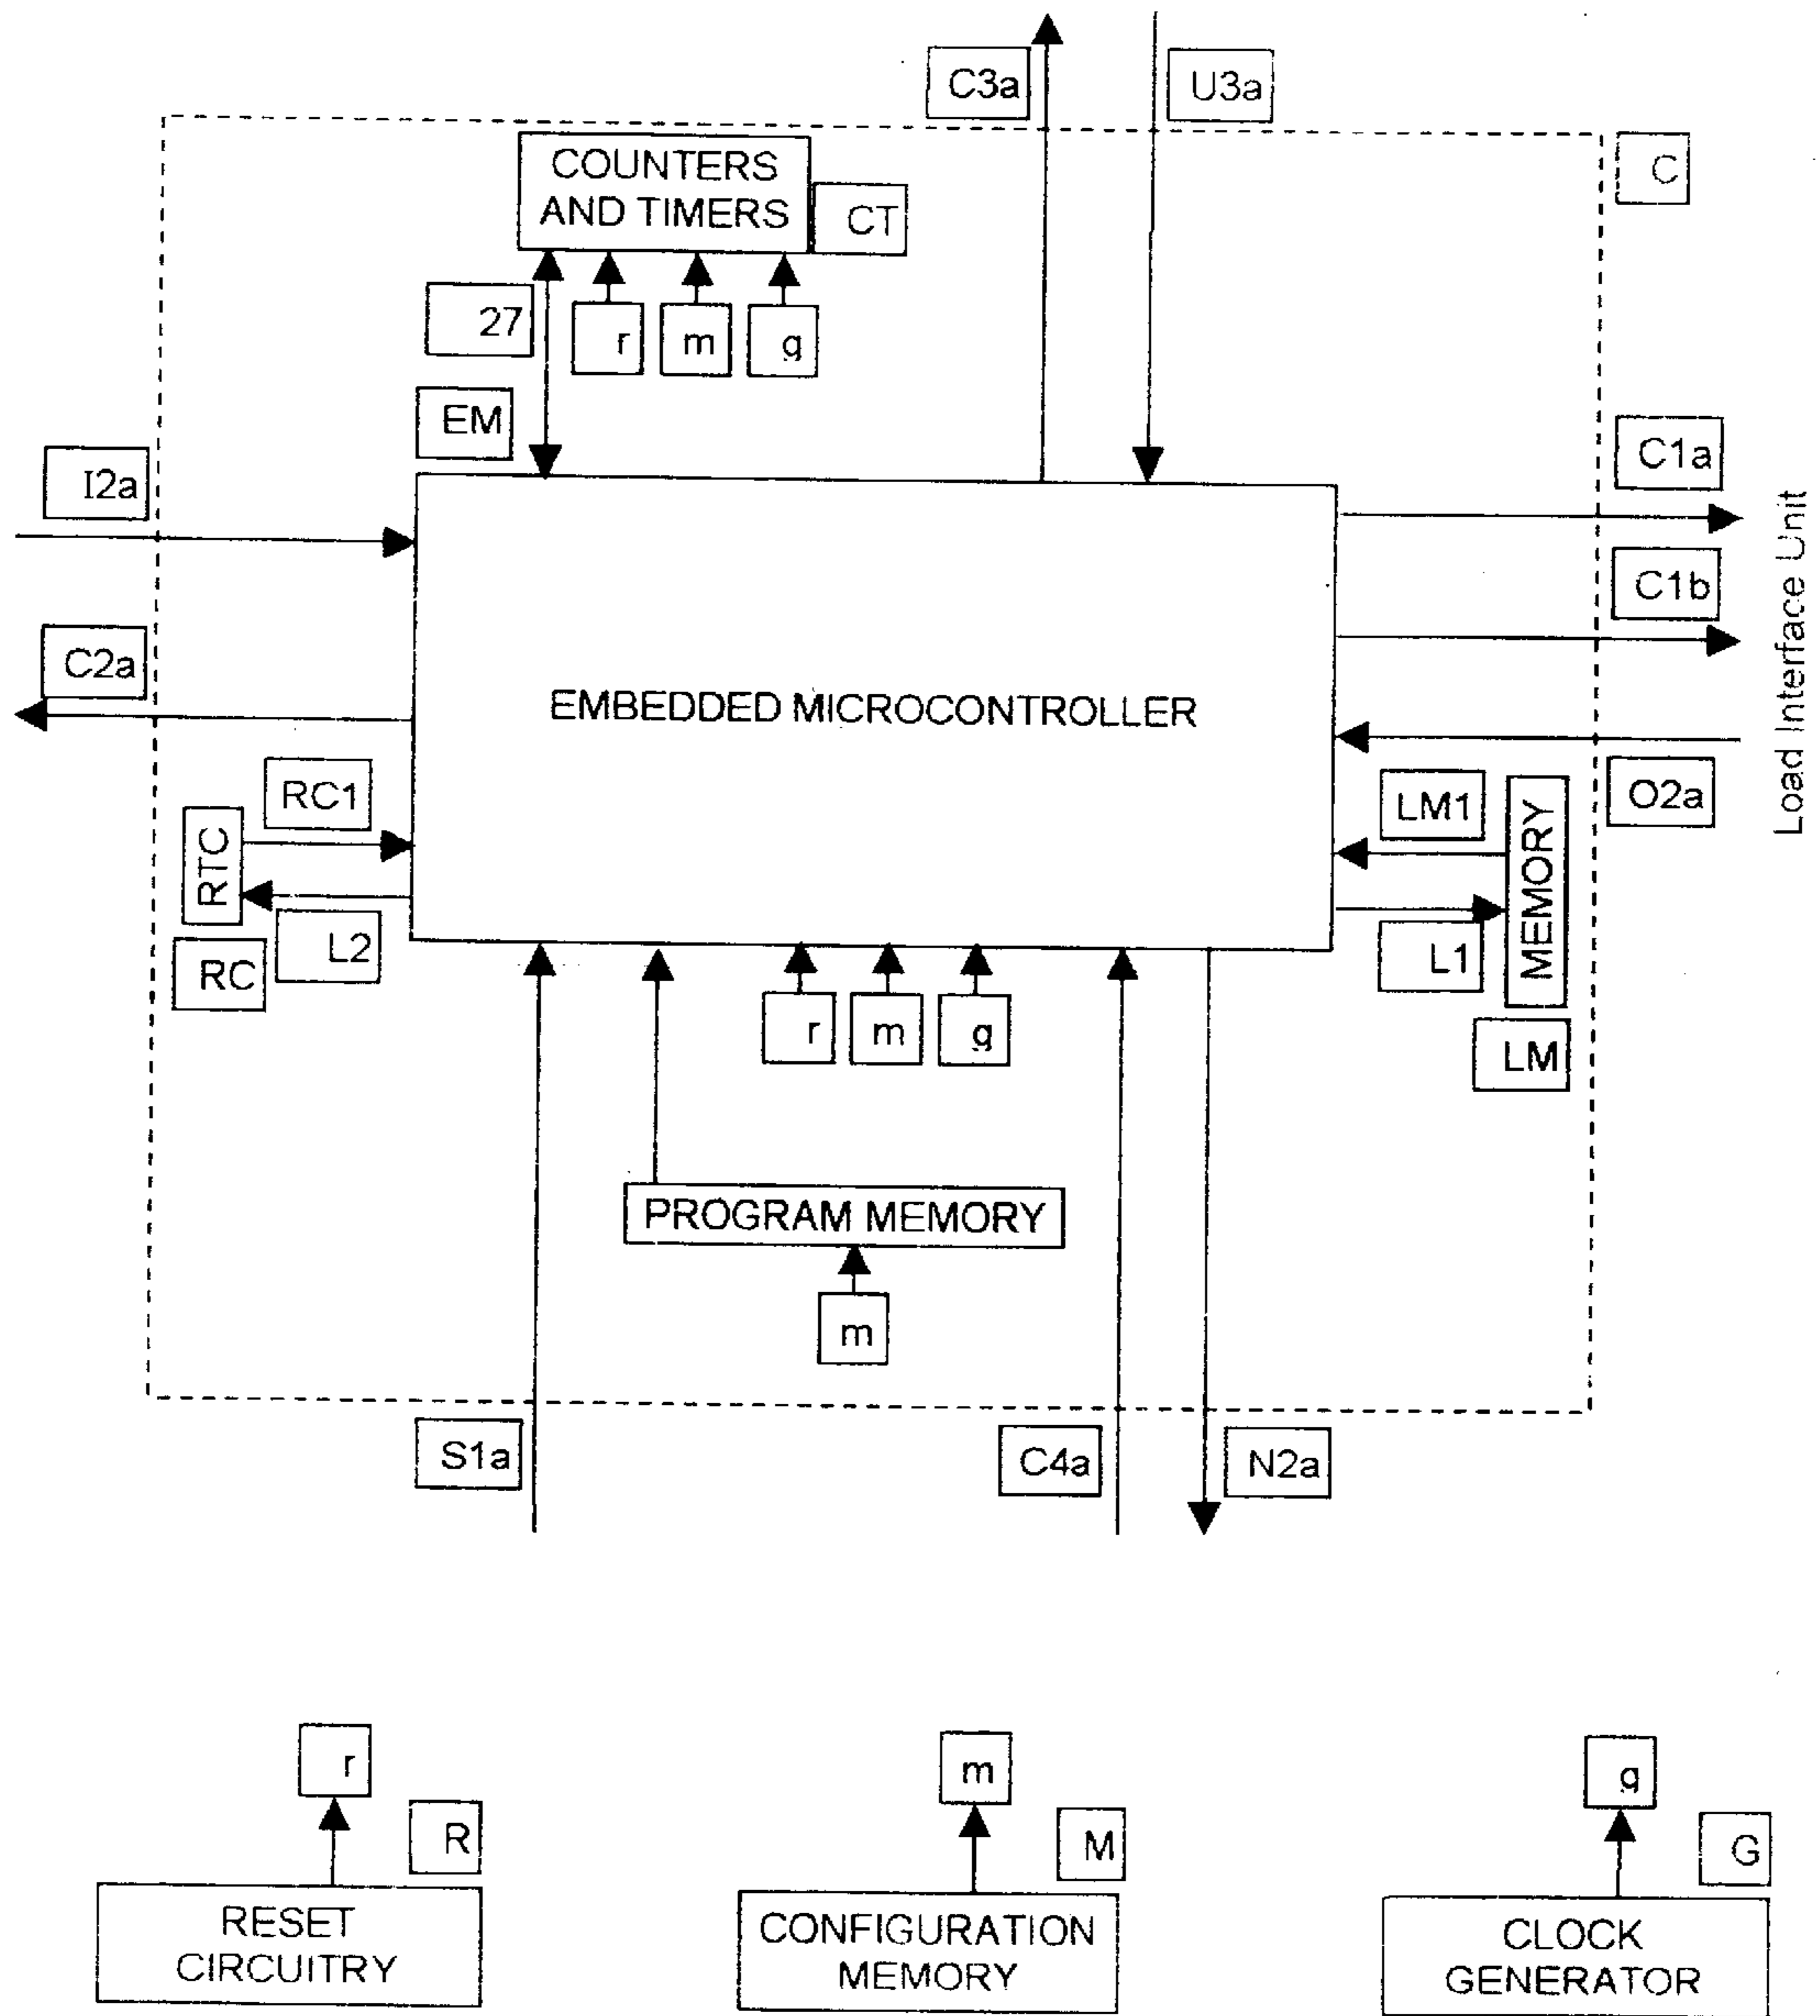 C3a
U3a
C
COUNTERS
AND TIMERS
CT
27
r
m
g
EM
I2a
C1a
C1b
C2a
EMBEDDED MICROCONTROLLER
Load Interface Unit
RC1
RTC
L2
RC
LM1
MEMORY
O2a
L1
LM
r
m
g
PROGRAM MEMORY
m
S1a
C4a
N2a
r
R
RESET
CIRCUITRY
m
M
CONFIGURATION
MEMORY
g
G
CLOCK
GENERATOR